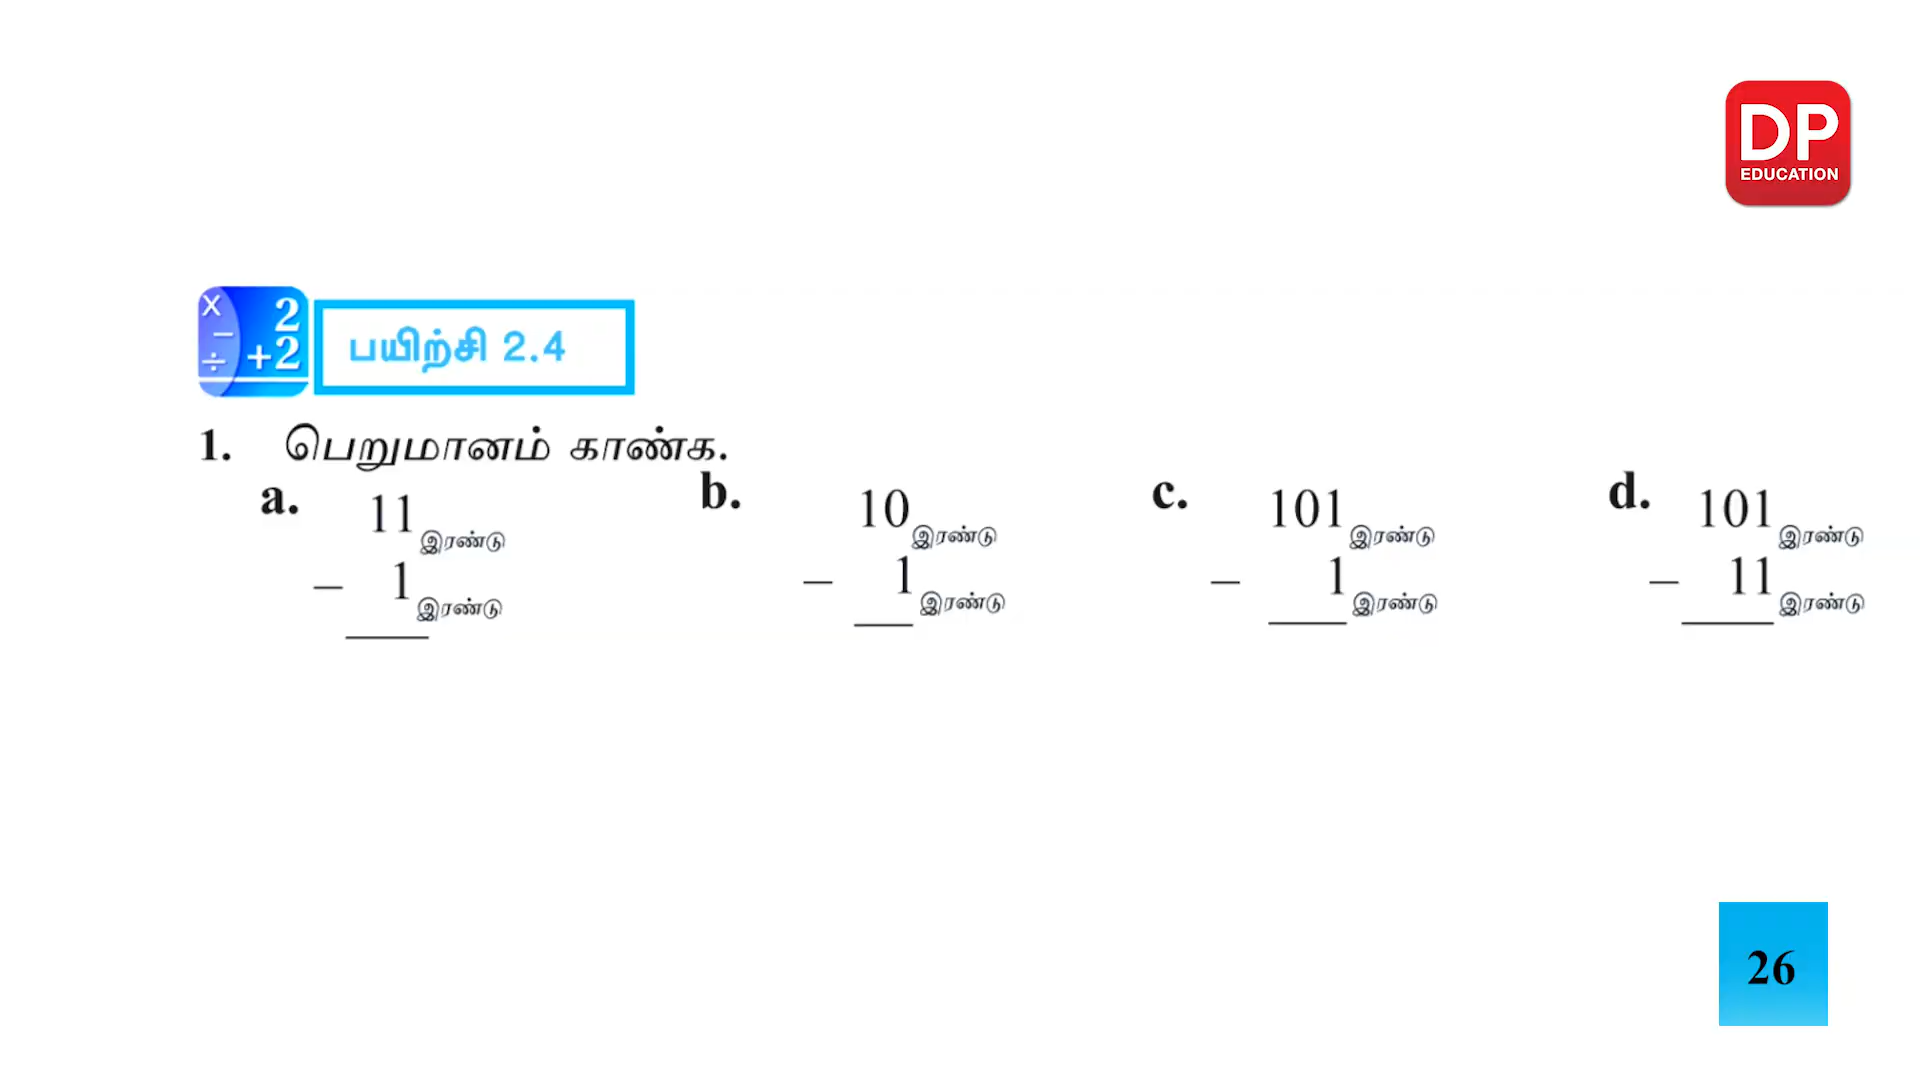 DP
EDUCATION
x 2
– +2
÷
பயிற்சி 2.4
1. பெறுமானம் காண்க.
a. 11இரண்டு b. 10இரண்டு c. 101இரண்டு d. 101இரண்டு
– 1இரண்டு – 1இரண்டு – 1இரண்டு – 11இரண்டு
26